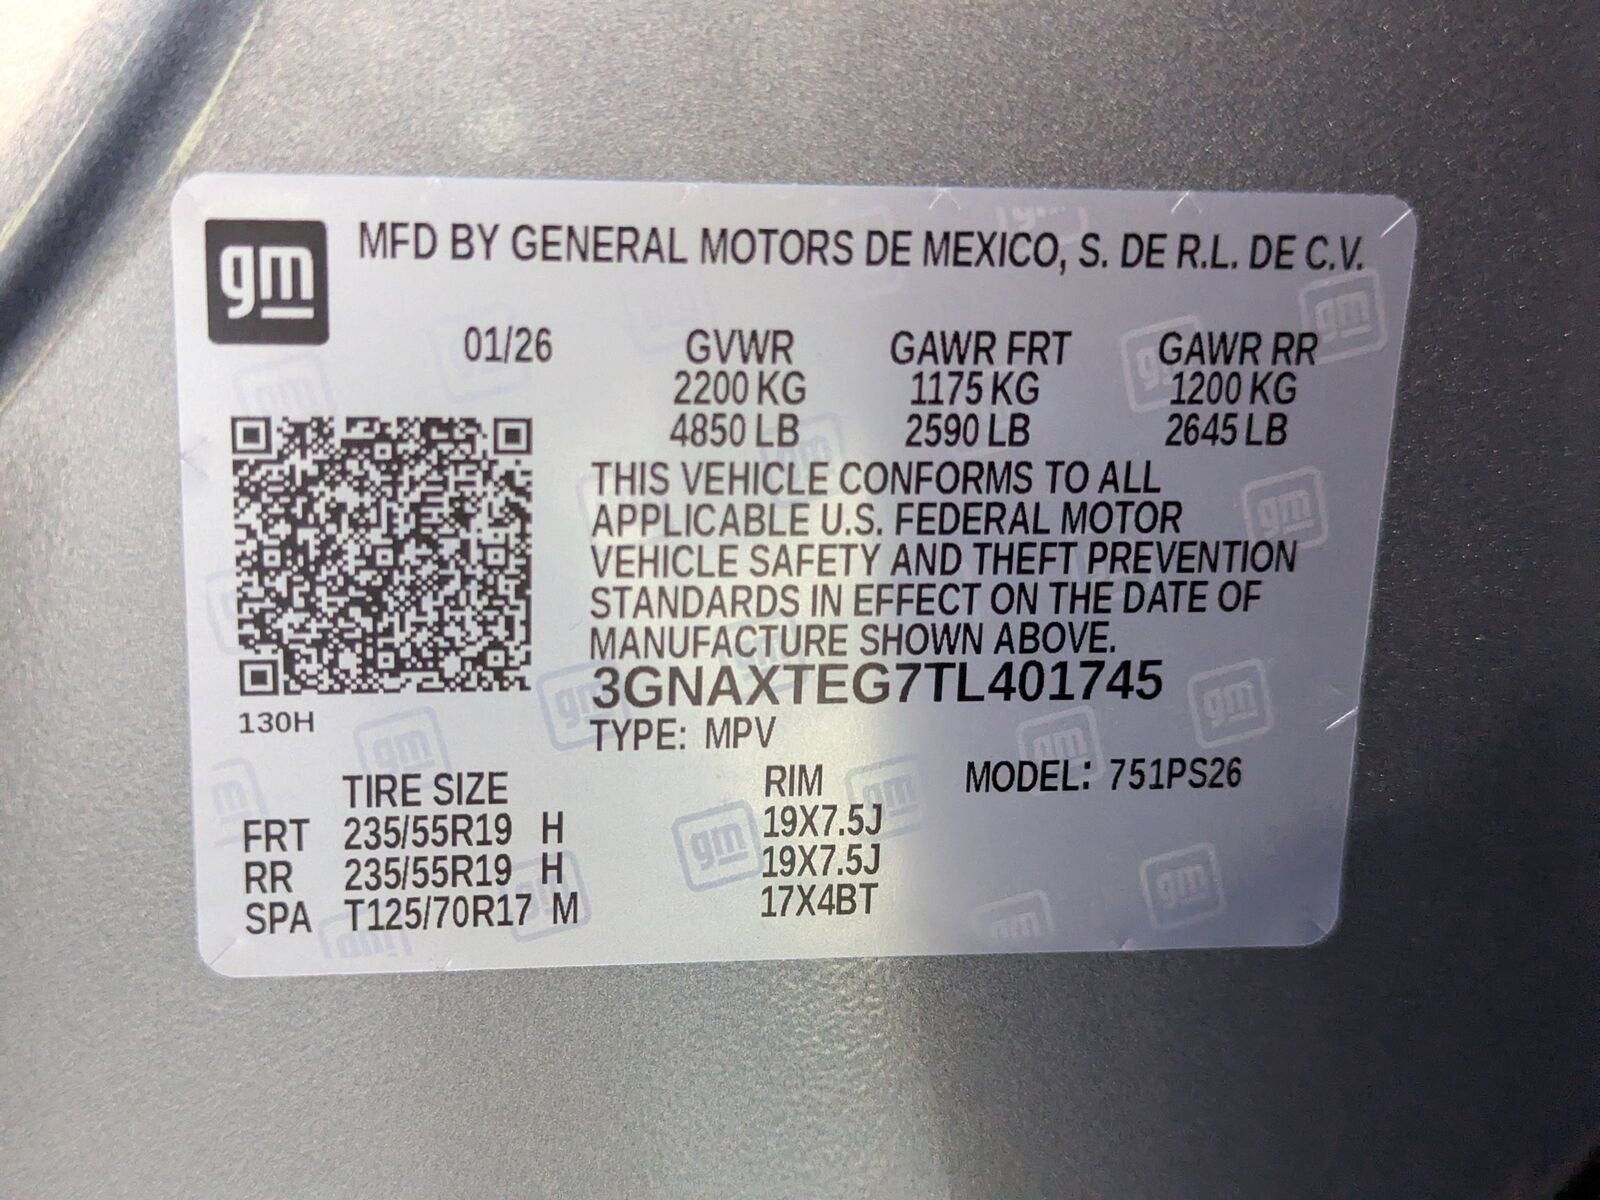 gm
MFD BY GENERAL MOTORS DE MEXICO, S. DE R.L. DE C.V.
01/26 GVWR GAWR FRT GAWR RR
2200 KG 1175 KG 1200 KG
4850 LB 2590 LB 2645 LB
THIS VEHICLE CONFORMS TO ALL
APPLICABLE U.S. FEDERAL MOTOR
VEHICLE SAFETY AND THEFT PREVENTION
STANDARDS IN EFFECT ON THE DATE OF
MANUFACTURE SHOWN ABOVE.
3GNAXTEG7TL401745
130H
TYPE: MPV
TIRE SIZE RIM MODEL: 751PS26
FRT 235/55R19 H 19X7.5J
RR 235/55R19 H 19X7.5J
SPA T125/70R17 M 17X4BT